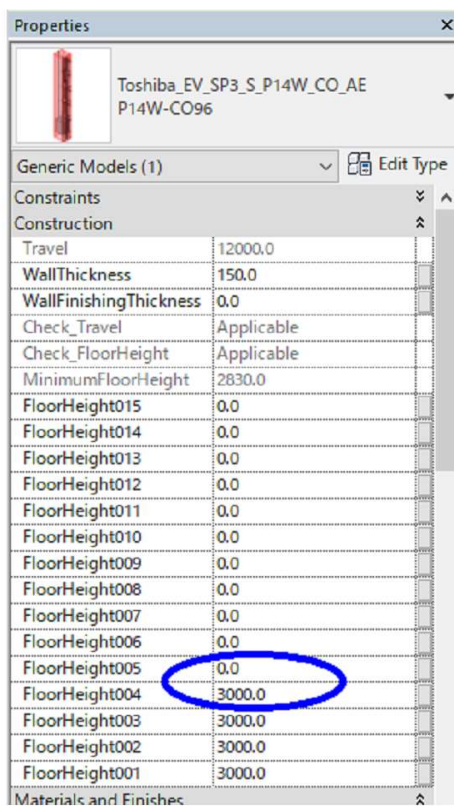 Properties ×
Toshiba_EV_SP3_S_P14W_CO_AE
P14W-CO96
Generic Models (1) Edit Type
Constraints
Construction
Travel 12000.0
WallThickness 150.0
WallFinishingThickness 0.0
Check_Travel Applicable
Check_FloorHeight Applicable
MinimumFloorHeight 2830.0
FloorHeight015 0.0
FloorHeight014 0.0
FloorHeight013 0.0
FloorHeight012 0.0
FloorHeight011 0.0
FloorHeight010 0.0
FloorHeight009 0.0
FloorHeight008 0.0
FloorHeight007 0.0
FloorHeight006 0.0
FloorHeight005 0.0
FloorHeight004 3000.0
FloorHeight003 3000.0
FloorHeight002 3000.0
FloorHeight001 3000.0
Materials and Finishes